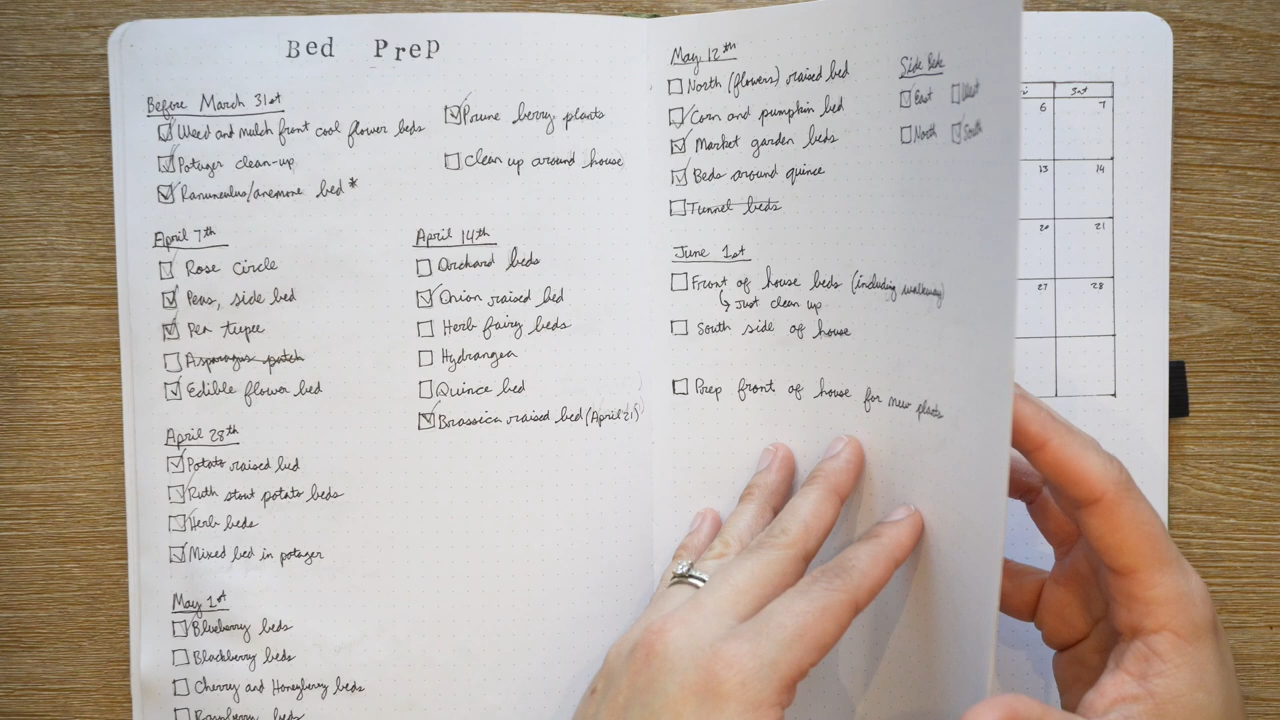 Bed Prep
Before March 31st
Weed and mulch front cool flower beds
Potager clean-up
Ranunculus/anemone bed *
Prune berry plants
Clean up around house
April 7th
Rose Circle
Peas, side bed
Pea tupee
Asparagus patch
Edible flower bed
April 14th
Orchard beds
Onion raised bed
Herb fairy beds
Hydrangea
Quince bed
Brassica raised bed (April 21)
April 28th
Potato raised bed
Ruth stout potato beds
Herb beds
Mixed bed in potager
May 1st
Blueberry beds
Blackberry beds
Cherry and Honeyberry beds
Raspberry beds
May 12th
North (flowers) raised bed
Corn and pumpkin bed
Market garden beds
Beds around quince
Tunnel beds
Side Beds
East West
North South
June 1st
Front of house beds (including walkway)
↳ Just clean up
South side of house
Prep front of house for new plants
Sat
6 7
13 14
20 21
27 28